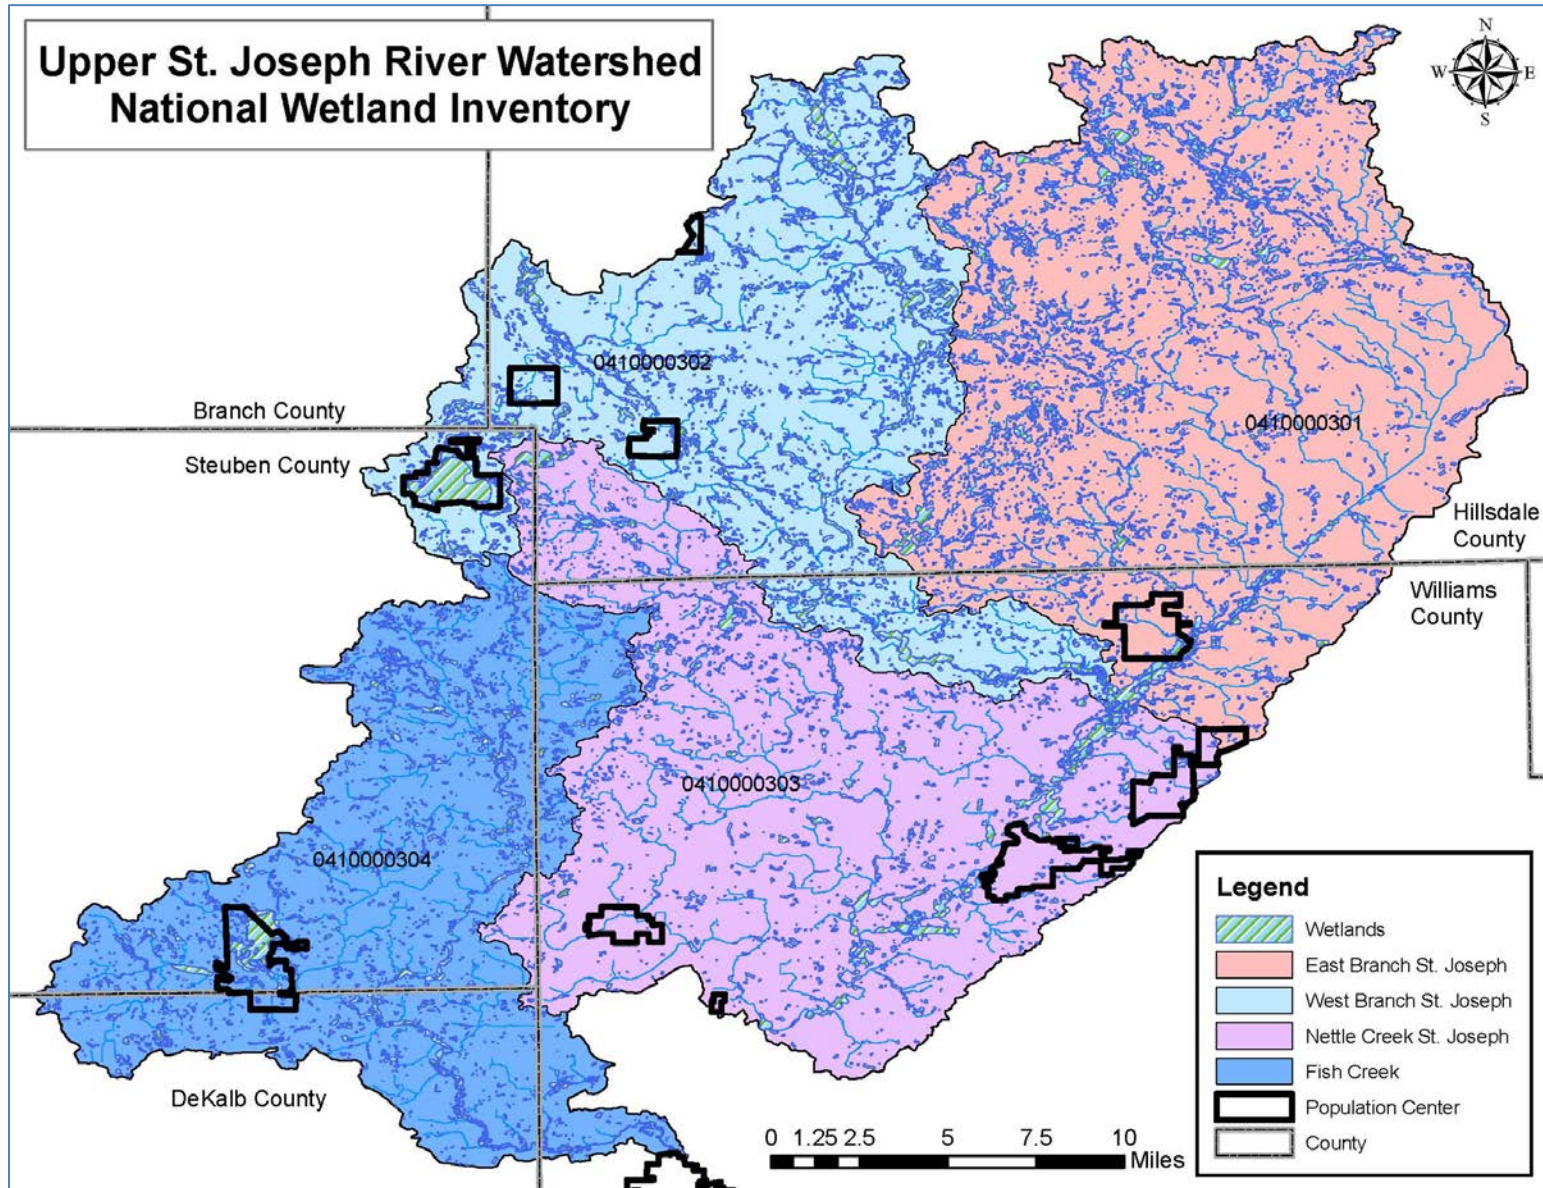 Upper St. Joseph River Watershed
National Wetland Inventory
N
W E
S
0410000302
Branch County
0410000301
Steuben County
Hillsdale
County
Williams
County
0410000303
0410000304
Legend
Wetlands
East Branch St. Joseph
West Branch St. Joseph
Nettle Creek St. Joseph
Fish Creek
Population Center
County
DeKalb County
0 1.25 2.5 5 7.5 10
Miles